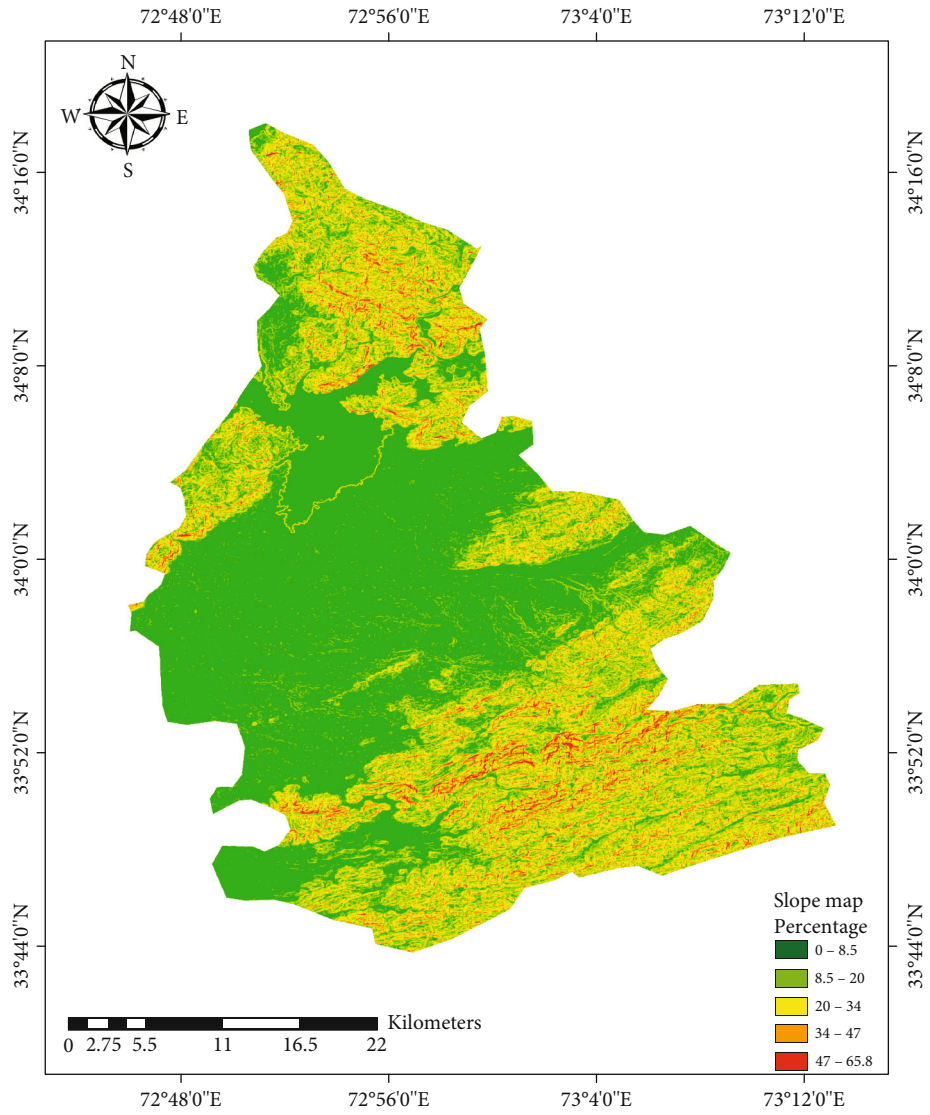 72°48'0"E 72°56'0"E 73°4'0"E 73°12'0"E
N
W E
S
34°16'0"N 34°16'0"N
34°8'0"N 34°8'0"N
34°0'0"N 34°0'0"N
33°52'0"N 33°52'0"N
33°44'0"N 33°44'0"N
Slope map
Percentage
0 – 8.5
8.5 – 20
20 – 34
34 – 47
47 – 65.8
Kilometers
0 2.75 5.5 11 16.5 22
72°48'0"E 72°56'0"E 73°4'0"E 73°12'0"E